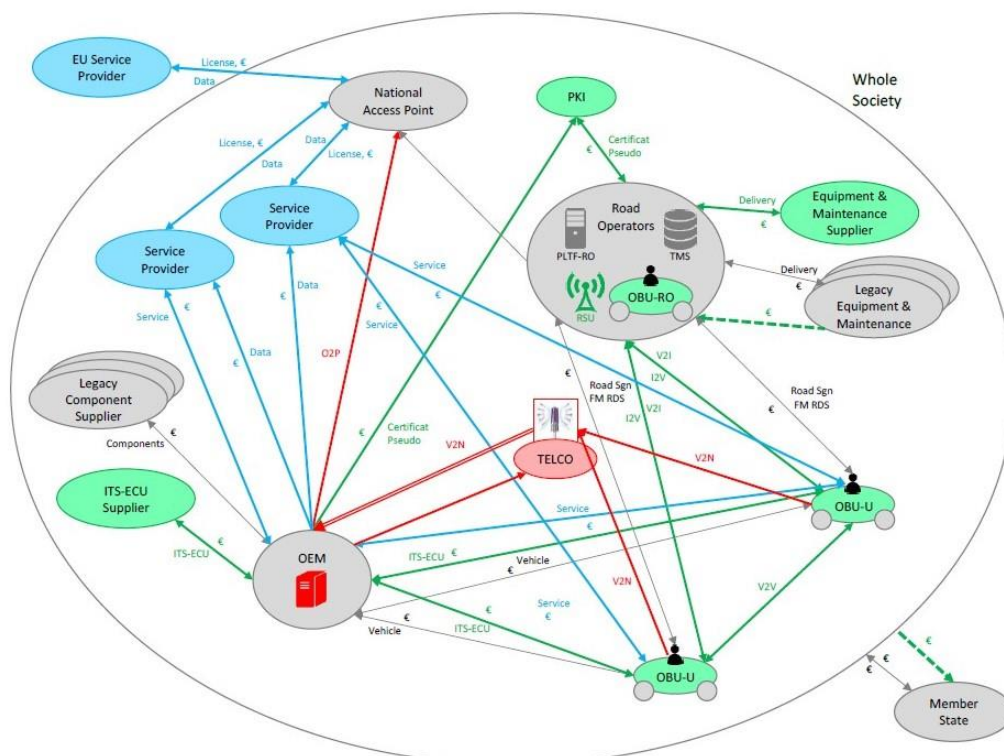 EU Service
Provider
License, €
Data
National
Access Point
Whole
Society
PKI
License, €
Data
Data
License, €
€
Certificat
Pseudo
Service
Provider
Service
Provider
Road
Operators
PLTF-RO
TMS
RSU
OBU-RO
Delivery
€
Equipment &
Maintenance
Supplier
Delivery
€
Legacy
Equipment &
Maintenance
€
Service
€
Service
€
€
Data
€
Data
€
€
Service
O2P
V2I
I2V
V2I
I2V
€
Road Sgn
FM RDS
Road Sgn
FM RDS
€
Legacy
Component
Supplier
Components
€
€
Certificat
Pseudo
V2N
TELCO
V2N
OBU-U
ITS-ECU
Supplier
ITS-ECU
€
OEM
Service
€
ITS-ECU
€
Vehicle
€
V2N
V2V
€
ITS-ECU
Service
€
Vehicle
€
OBU-U
€
€
€
Member
State